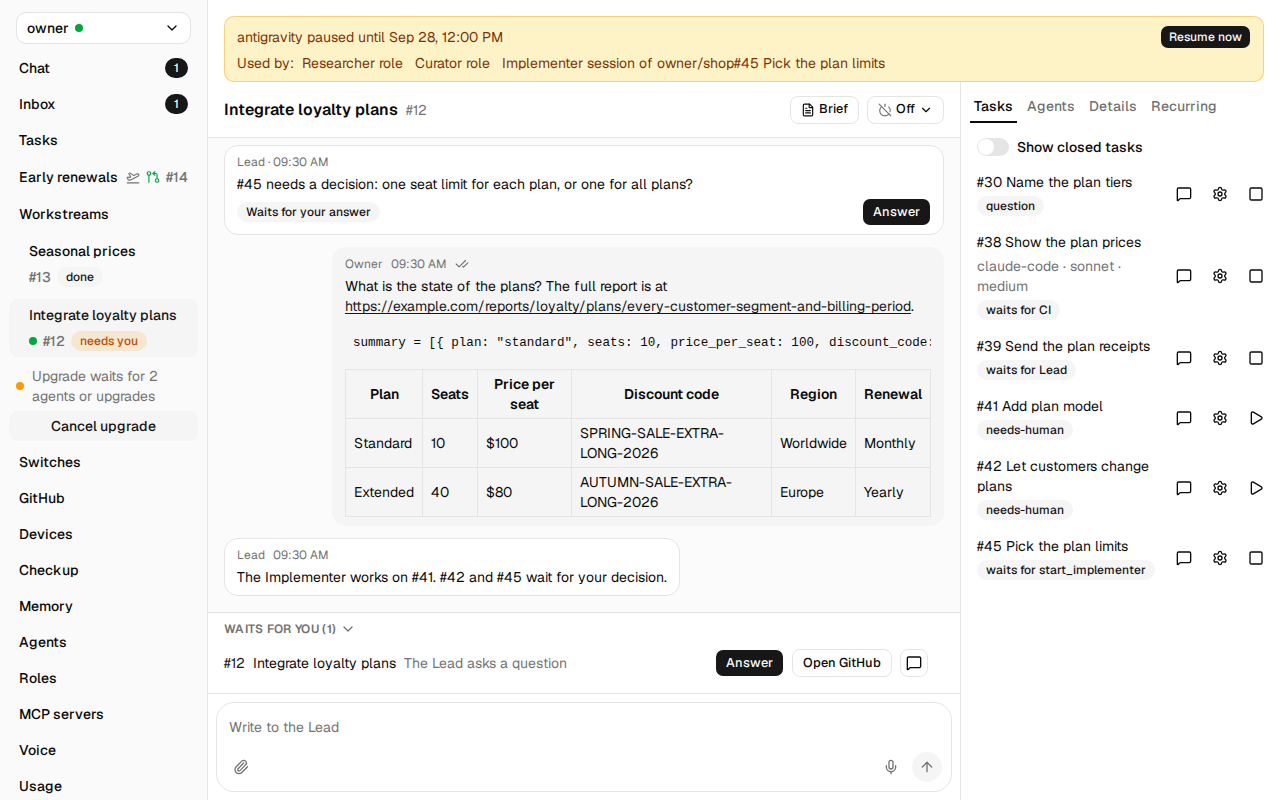 owner
Chat 1
Inbox 1
Tasks
Early renewals #14
Workstreams
Seasonal prices
#13 done
Integrate loyalty plans
#12 needs you
Upgrade waits for 2
agents or upgrades
Cancel upgrade
Switches
GitHub
Devices
Checkup
Memory
Agents
Roles
MCP servers
Voice
Usage
antigravity paused until Sep 28, 12:00 PM
Resume now
Used by: Researcher role Curator role Implementer session of owner/shop#45 Pick the plan limits
Integrate loyalty plans #12
Brief
Off
Lead · 09:30 AM
#45 needs a decision: one seat limit for each plan, or one for all plans?
Waits for your answer
Answer
Owner 09:30 AM
What is the state of the plans? The full report is at
https://example.com/reports/loyalty/plans/every-customer-segment-and-billing-period.
summary = [{ plan: "standard", seats: 10, price_per_seat: 100, discount_code:
Plan Seats Price per seat Discount code Region Renewal
Standard 10 $100 SPRING-SALE-EXTRA-LONG-2026 Worldwide Monthly
Extended 40 $80 AUTUMN-SALE-EXTRA-LONG-2026 Europe Yearly
Lead 09:30 AM
The Implementer works on #41. #42 and #45 wait for your decision.
WAITS FOR YOU (1)
#12 Integrate loyalty plans The Lead asks a question
Answer
Open GitHub
Write to the Lead
Tasks Agents Details Recurring
Show closed tasks
#30 Name the plan tiers
question
#38 Show the plan prices
claude-code · sonnet ·
medium
waits for CI
#39 Send the plan receipts
waits for Lead
#41 Add plan model
needs-human
#42 Let customers change
plans
needs-human
#45 Pick the plan limits
waits for start_implementer